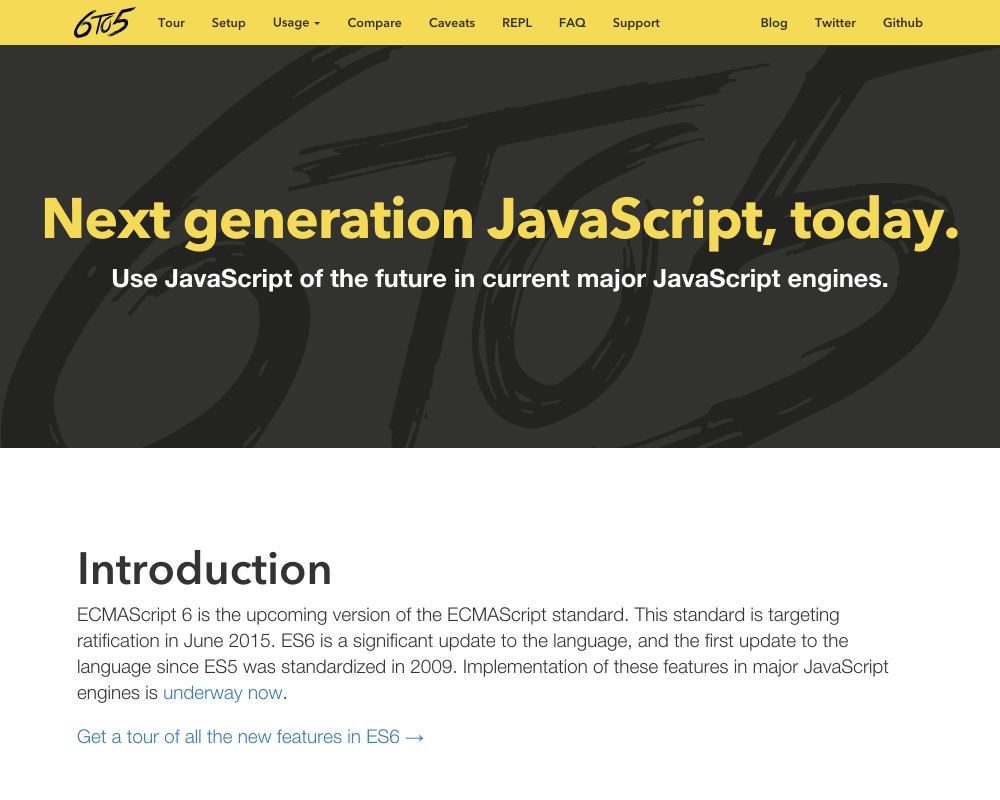 6to5 Tour Setup Usage Compare Caveats REPL FAQ Support Blog Twitter Github
6to5
Next generation JavaScript, today.
Use JavaScript of the future in current major JavaScript engines.
Introduction
ECMAScript 6 is the upcoming version of the ECMAScript standard. This standard is targeting
ratification in June 2015. ES6 is a significant update to the language, and the first update to the
language since ES5 was standardized in 2009. Implementation of these features in major JavaScript
engines is underway now.
Get a tour of all the new features in ES6 →